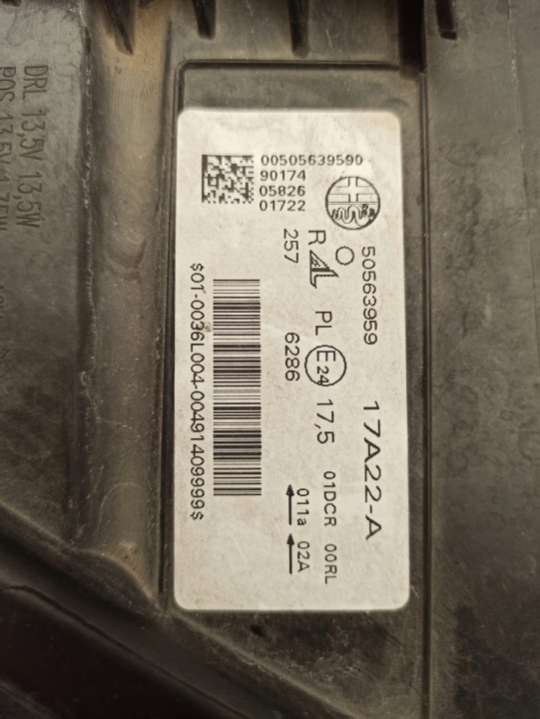 DRL 13,5V 13,5W
POS 13,5V
00505639590
90174
05826
01722
50563959 17A22-A
R AL PL E24 17,5 01DCR 00RL
257 6286 011a 02A
$01-0036L004-00491409999$